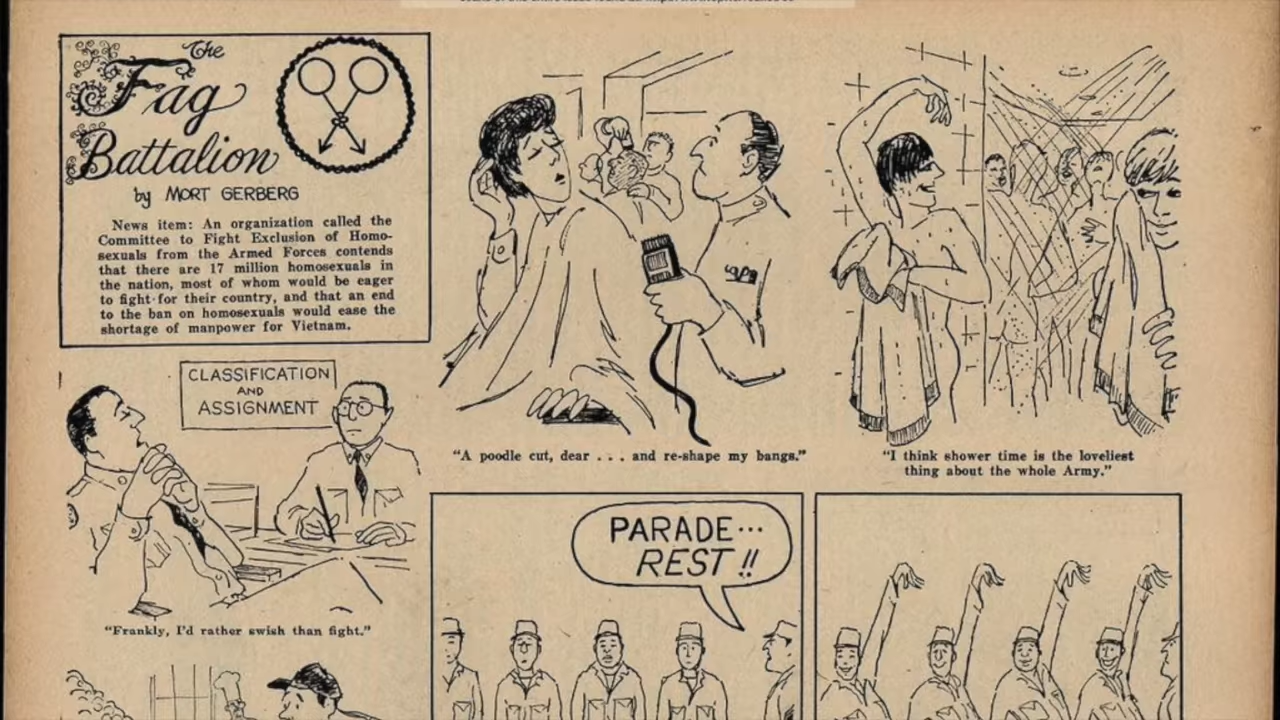 The
Fag
Battalion
by MORT GERBERG
News item: An organization called the
Committee to Fight Exclusion of Homo-
sexuals from the Armed Forces contends
that there are 17 million homosexuals in
the nation, most of whom would be eager
to fight for their country, and that an end
to the ban on homosexuals would ease the
shortage of manpower for Vietnam.
"A poodle cut, dear . . . and re-shape my bangs."
"I think shower time is the loveliest
thing about the whole Army."
CLASSIFICATION
AND
ASSIGNMENT
"Frankly, I'd rather swish than fight."
PARADE...
REST!!